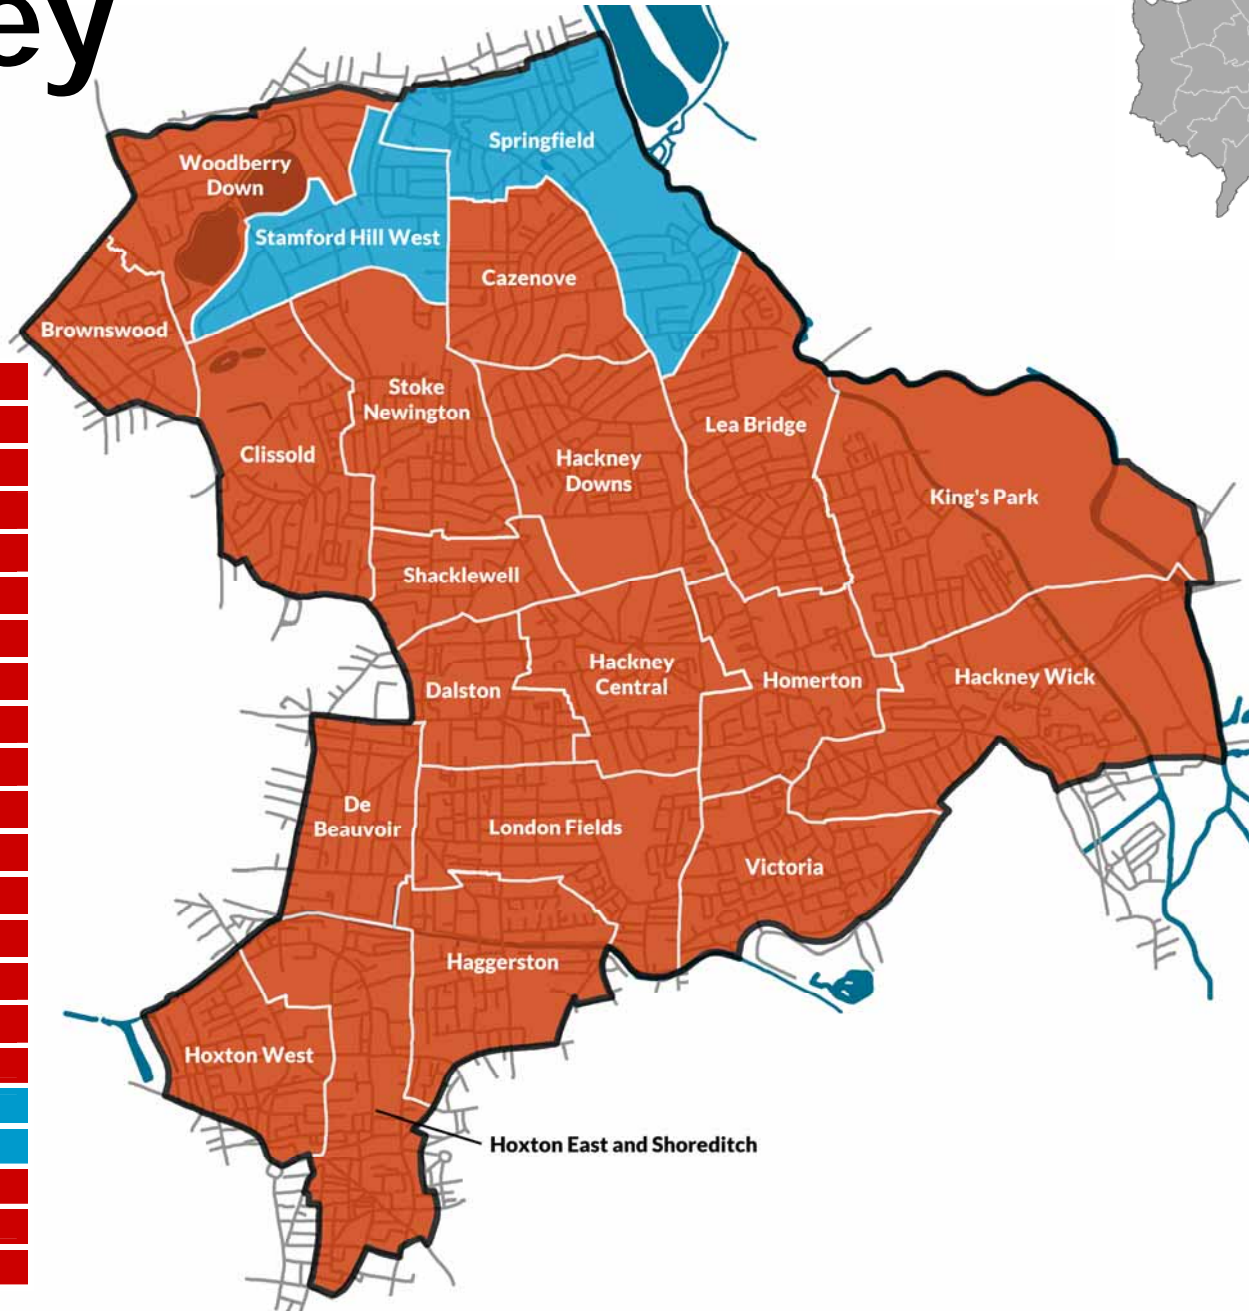 ey
Springfield
Woodberry
Down
Stamford Hill West
Cazenove
Brownswood
Stoke
Newington
Lea Bridge
Clissold
Hackney
Downs
King's Park
Shacklewell
Hackney
Central
Dalston
Homerton
Hackney Wick
De
Beauvoir
London Fields
Victoria
Haggerston
Hoxton West
Hoxton East and Shoreditch